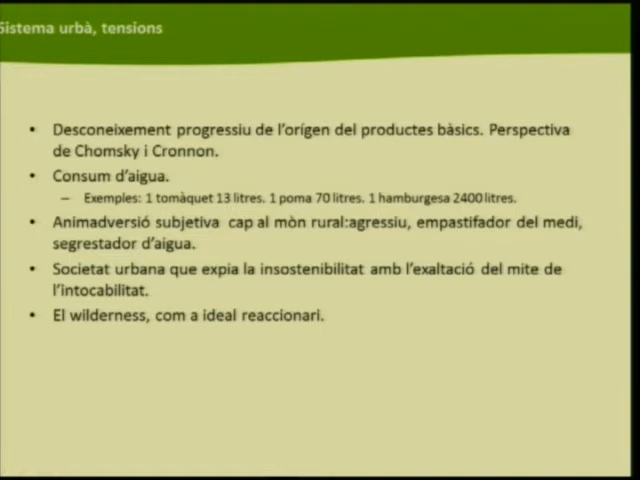 Sistema urbà, tensions
• Desconeixement progressiu de l'orígen del productes bàsics. Perspectiva
de Chomsky i Cronnon.
• Consum d'aigua.
– Exemples: 1 tomàquet 13 litres. 1 poma 70 litres. 1 hamburgesa 2400 litres.
• Animadversió subjetiva cap al mòn rural:agressiu, empastifador del medi,
segrestador d'aigua.
• Societat urbana que expia la insostenibilitat amb l'exaltació del mite de
l'intocabilitat.
• El wilderness, com a ideal reaccionari.